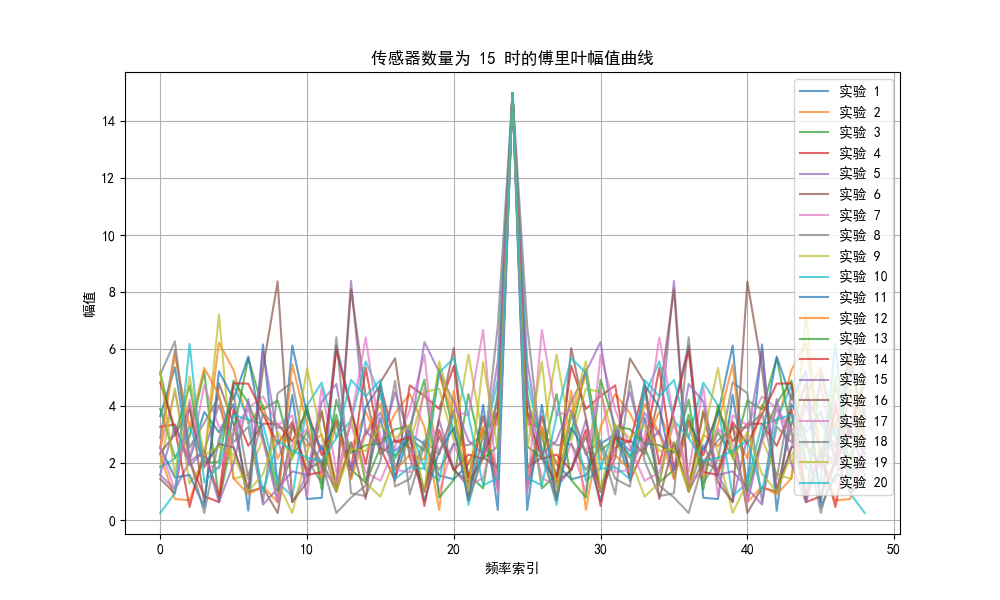 传感器数量为 15 时的傅里叶幅值曲线
幅值
14
12
10
8
6
4
2
0
0 10 20 30 40 50
频率索引
实验 1
实验 2
实验 3
实验 4
实验 5
实验 6
实验 7
实验 8
实验 9
实验 10
实验 11
实验 12
实验 13
实验 14
实验 15
实验 16
实验 17
实验 18
实验 19
实验 20